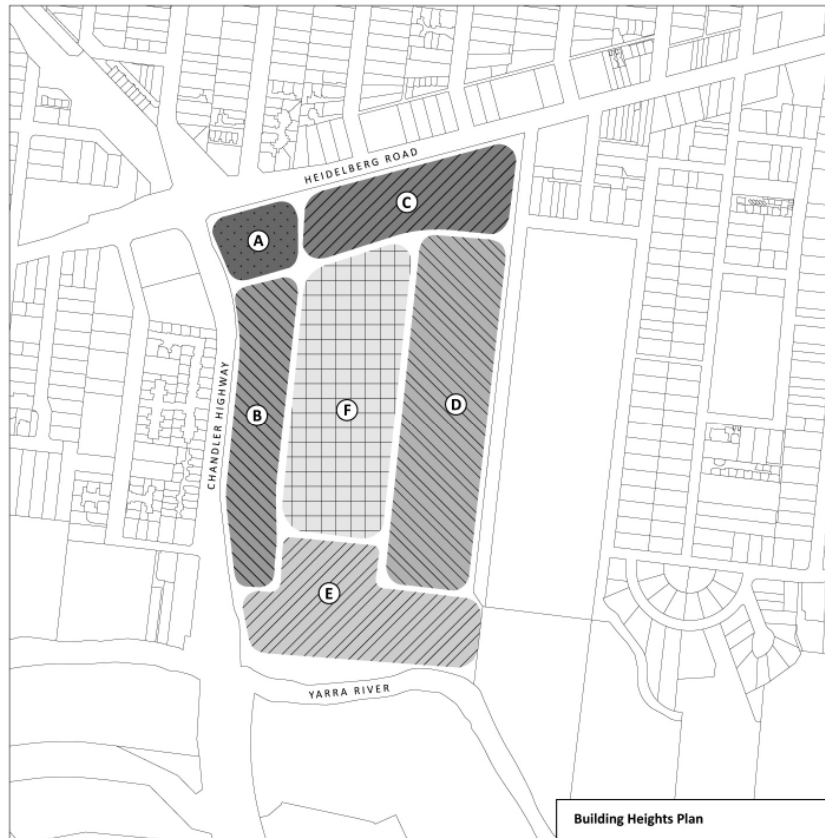 HEIDELBERG ROAD
C
A
CHANDLER HIGHWAY
B
F
D
E
YARRA RIVER
Building Heights Plan